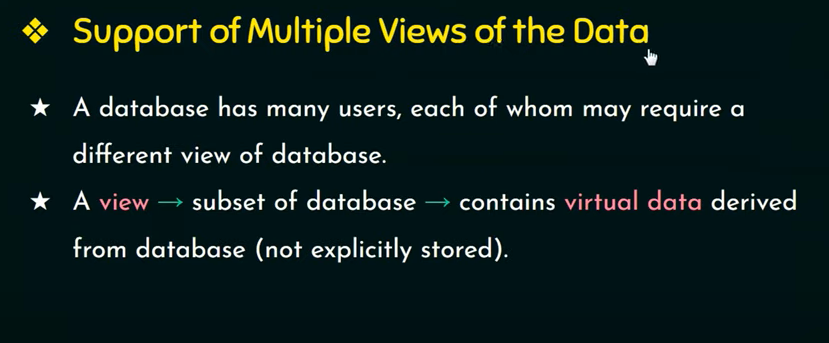 ❖ Support of Multiple Views of the Data
★ A database has many users, each of whom may require a
different view of database.
★ A view → subset of database → contains virtual data derived
from database (not explicitly stored).